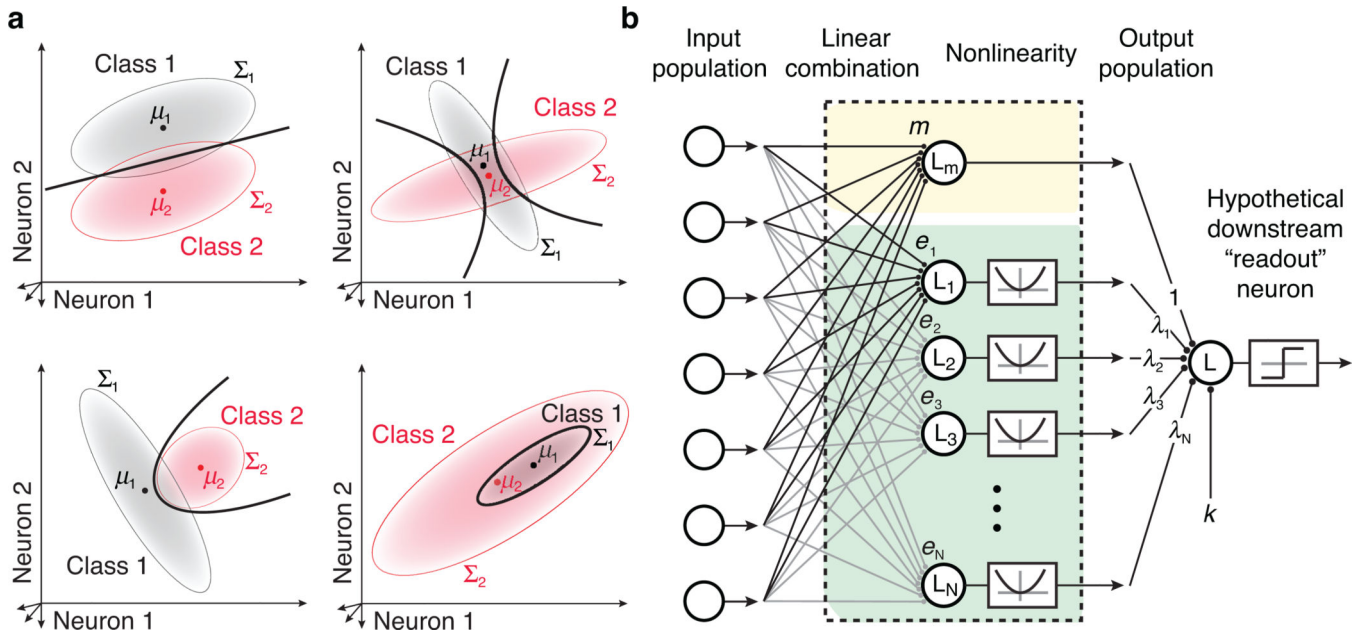 a
Class 1
Σ1
μ1
μ2
Σ2
Class 2
Neuron 2
Neuron 1
Class 1
Class 2
μ1
μ2
Σ2
Σ1
Neuron 2
Neuron 1
Σ1
Class 2
μ1
μ2
Σ2
Class 1
Neuron 2
Neuron 1
Class 2
Class 1
Σ1
μ1
μ2
Σ2
Neuron 2
Neuron 1
b
Input
population
Linear
combination
Nonlinearity
Output
population
m
Lm
e1
L1
e2
L2
e3
L3
eN
LN
1
λ1
λ2
λ3
λN
k
L
Hypothetical
downstream
“readout”
neuron